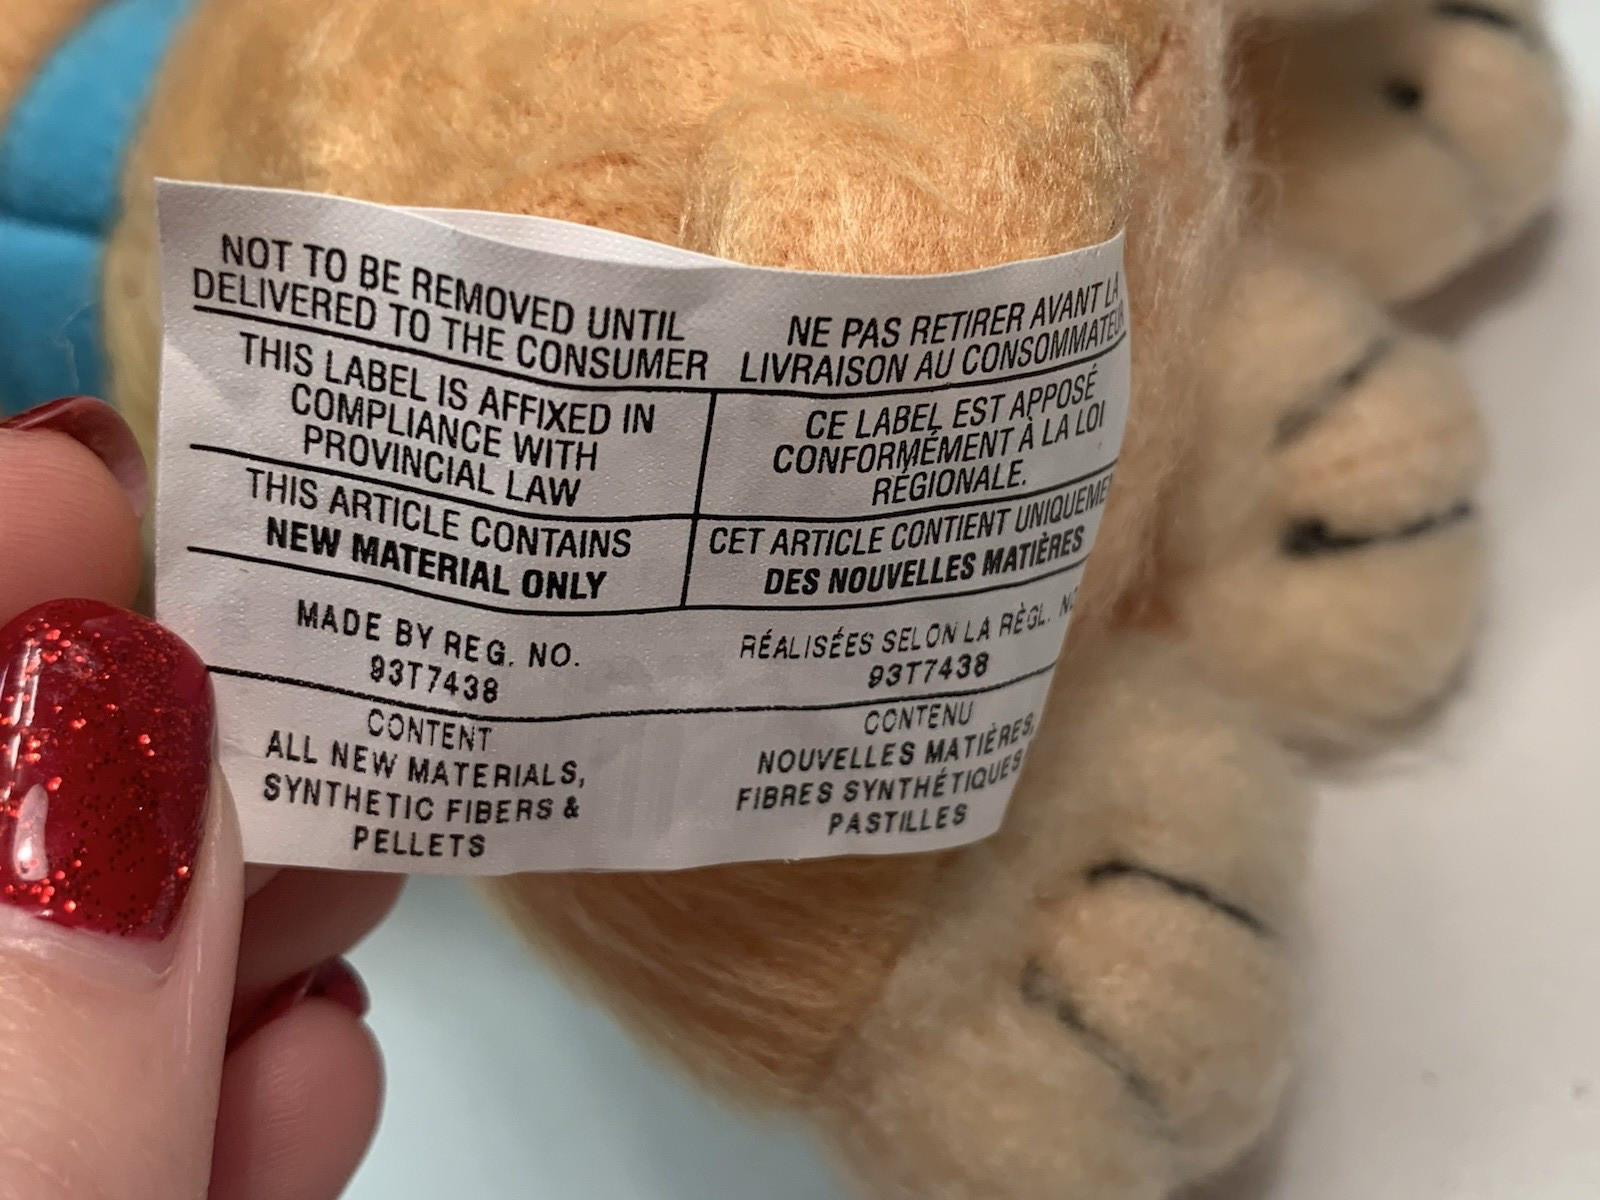 NOT TO BE REMOVED UNTIL
DELIVERED TO THE CONSUMER
THIS LABEL IS AFFIXED IN
COMPLIANCE WITH
PROVINCIAL LAW
THIS ARTICLE CONTAINS
NEW MATERIAL ONLY
MADE BY REG. NO.
93T7438
CONTENT
ALL NEW MATERIALS,
SYNTHETIC FIBERS &
PELLETS
NE PAS RETIRER AVANT LA
LIVRAISON AU CONSOMMATEUR
CE LABEL EST APPOSÉ
CONFORMÉMENT À LA LOI
RÉGIONALE.
CET ARTICLE CONTIENT
DES NOUVELLES MATIÈRES
RÉALISÉES SELON LA RÈGL.
93T7438
CONTENU
NOUVELLES MATIÈRES,
FIBRES SYNTHÉTIQUES
PASTILLES